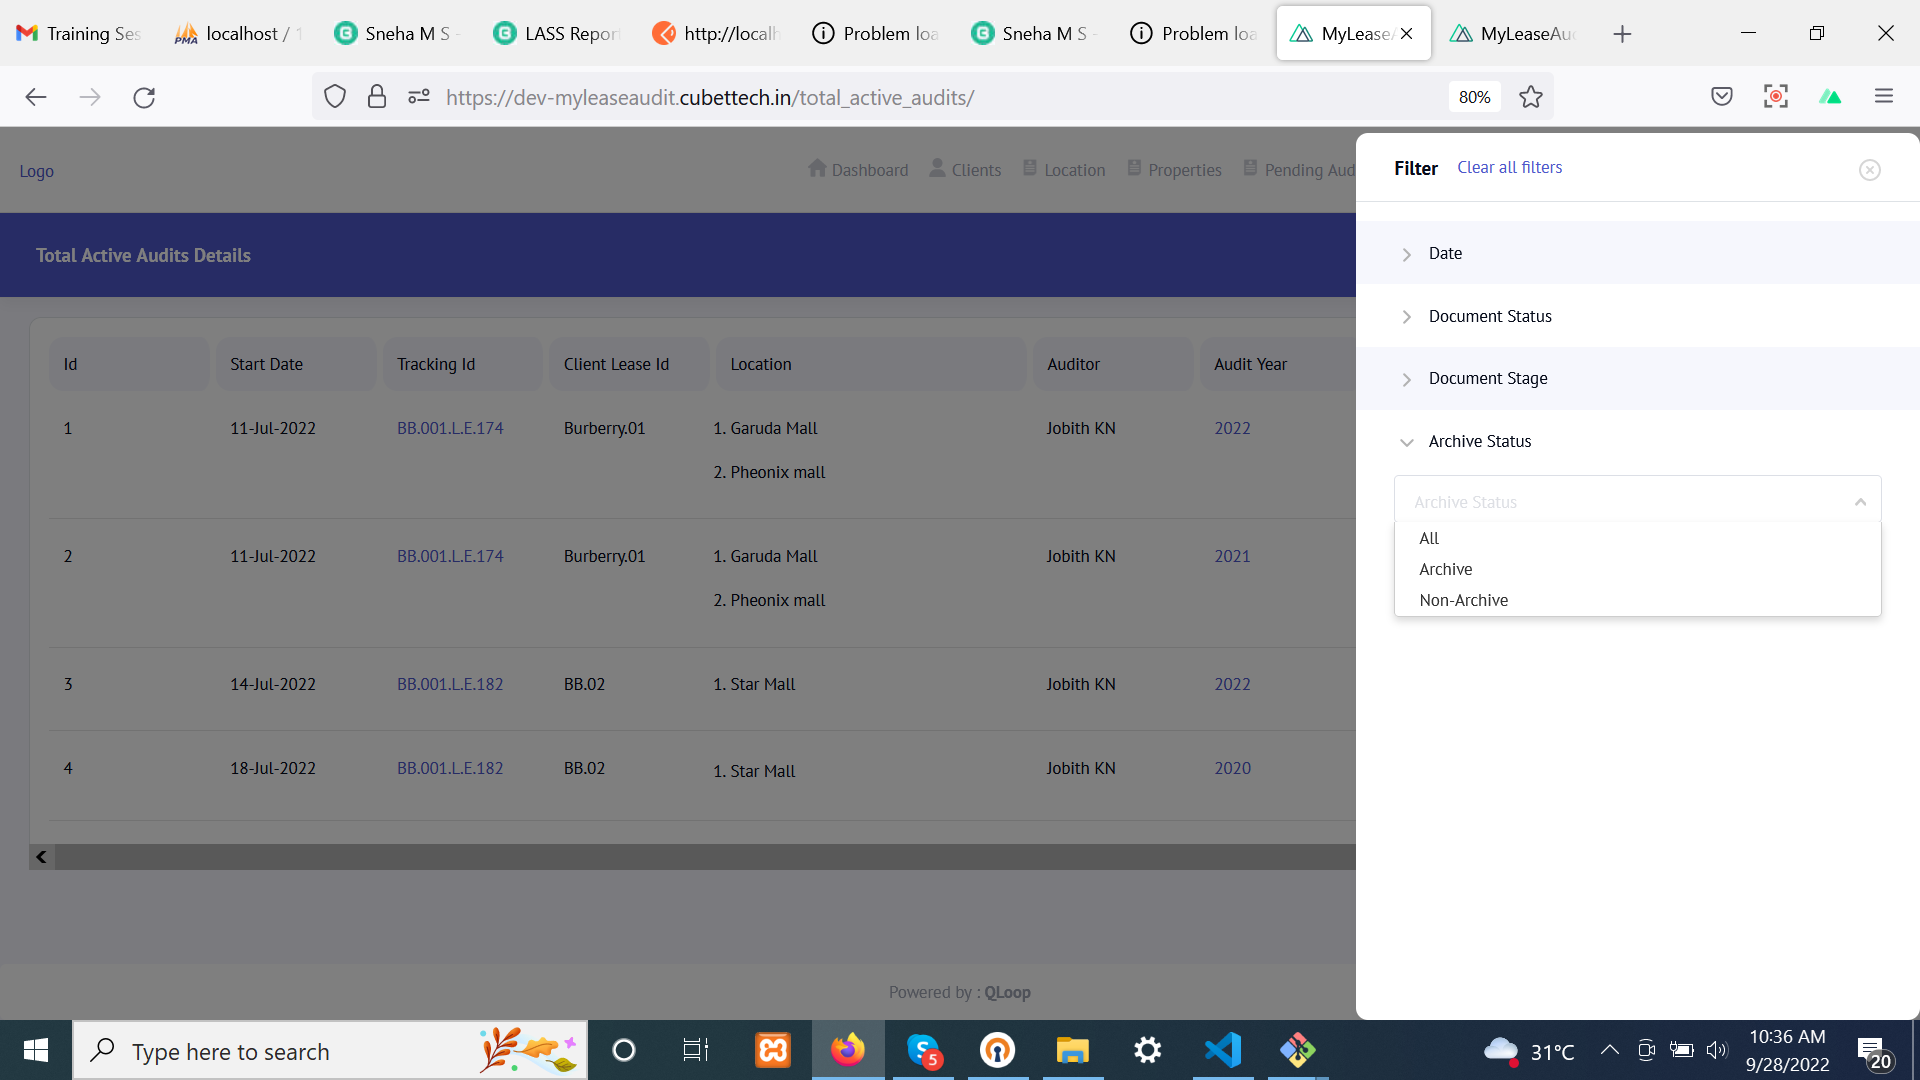 Training Ses
localhost / 1
Sneha M S -
LASS Report
http://localh
Problem loa
Sneha M S -
Problem loa
MyLeaseA
MyLeaseAud
https://dev-myleaseaudit.cubettech.in/total_active_audits/
80%
Logo
Dashboard
Clients
Location
Properties
Pending Aud
Total Active Audits Details
Id Start Date Tracking Id Client Lease Id Location Auditor Audit Year
1 11-Jul-2022 BB.001.L.E.174 Burberry.01 1. Garuda Mall Jobith KN 2022
2. Pheonix mall
2 11-Jul-2022 BB.001.L.E.174 Burberry.01 1. Garuda Mall Jobith KN 2021
2. Pheonix mall
3 14-Jul-2022 BB.001.L.E.182 BB.02 1. Star Mall Jobith KN 2022
4 18-Jul-2022 BB.001.L.E.182 BB.02 1. Star Mall Jobith KN 2020
Powered by : QLoop
Filter Clear all filters
Date
Document Status
Document Stage
Archive Status
Archive Status
All
Archive
Non-Archive
Type here to search
5
31°C
10:36 AM
9/28/2022
20